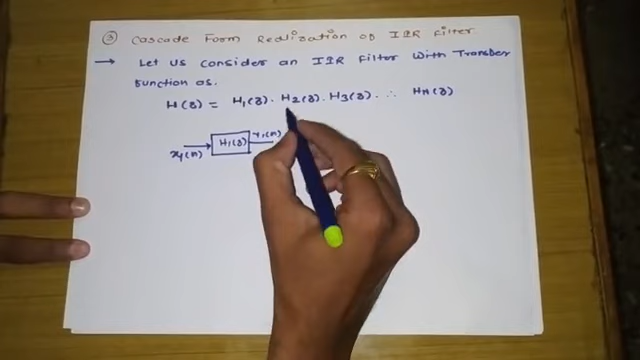 ③ Cascade Form Redlization of IIR Filter
→ Let us consider an IIR Filter With Transfer
function as.
H(z) = H1(z) . H2(z) . H3(z) . ∴ HN(z)
x1(n) H1(z) y1(n)